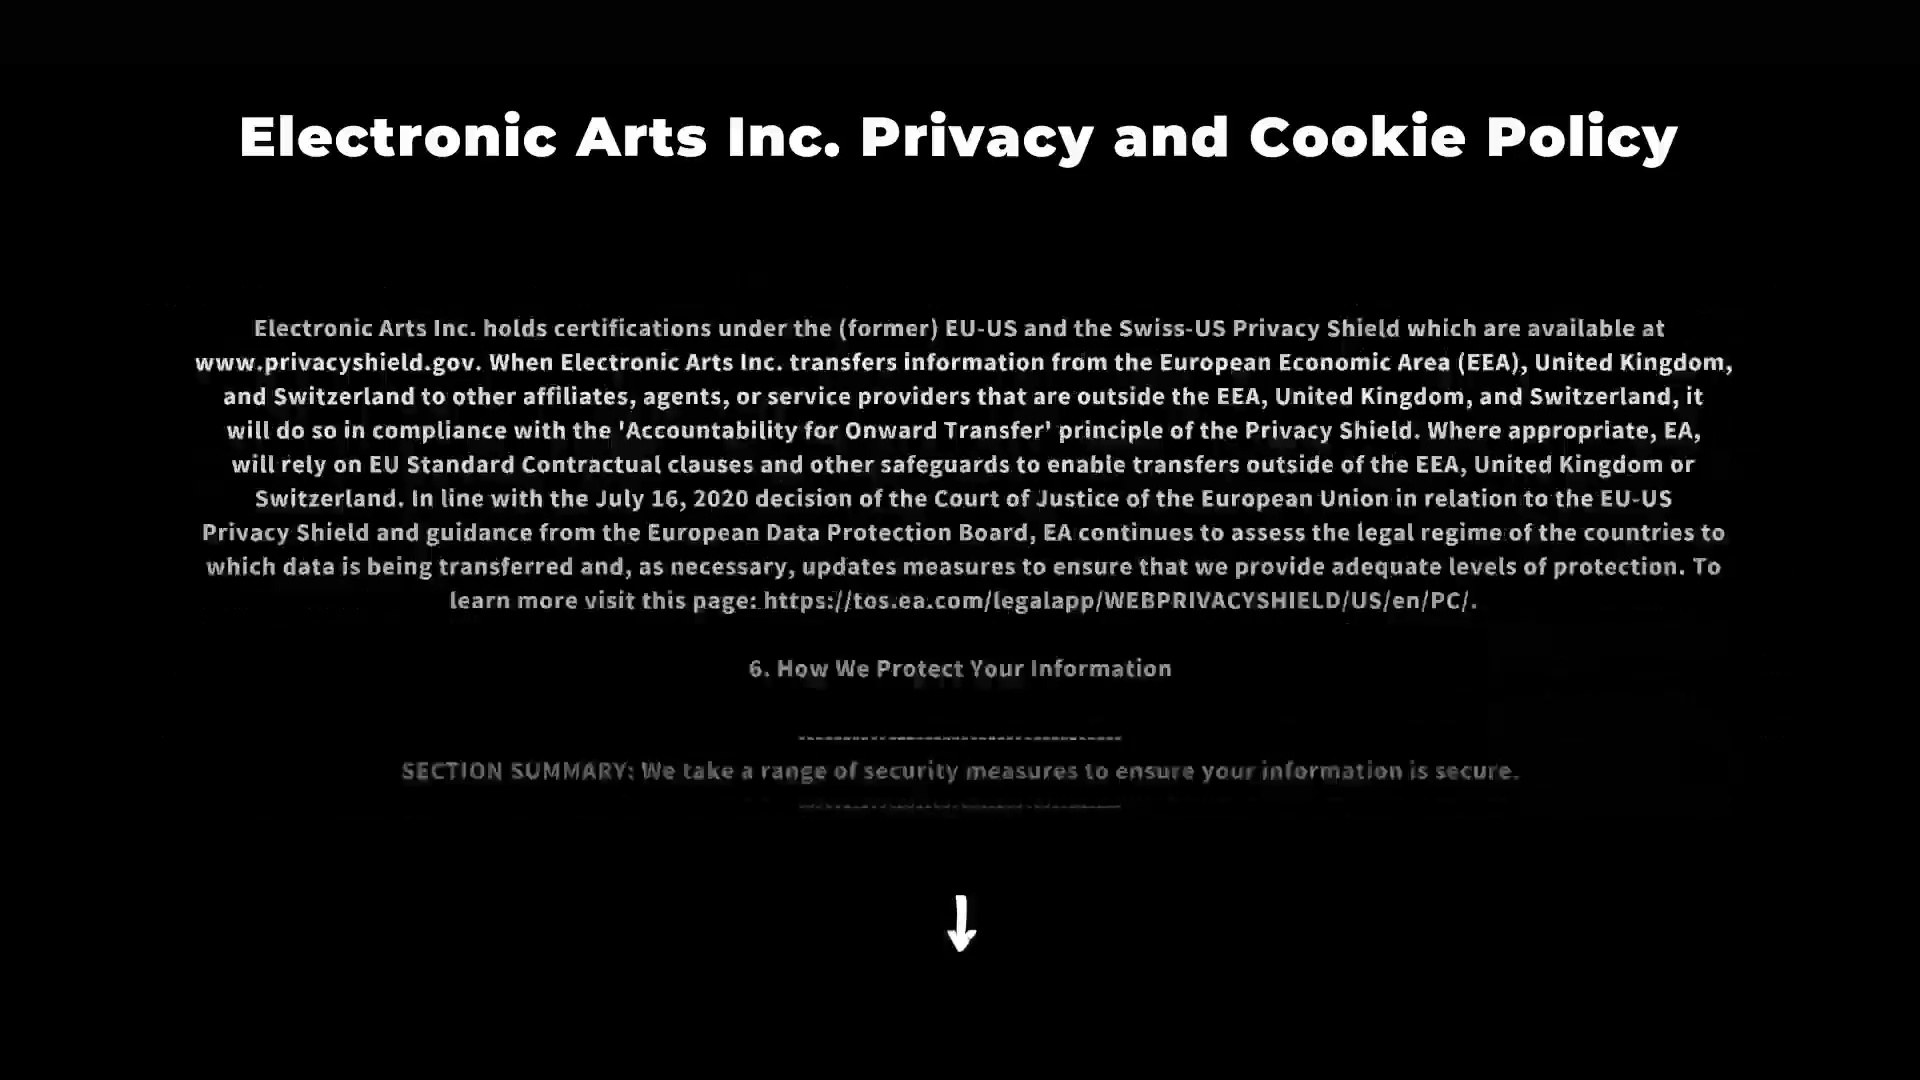 Electronic Arts Inc. Privacy and Cookie Policy
Electronic Arts Inc. holds certifications under the (former) EU-US and the Swiss-US Privacy Shield which are available at
www.privacyshield.gov. When Electronic Arts Inc. transfers information from the European Economic Area (EEA), United Kingdom,
and Switzerland to other affiliates, agents, or service providers that are outside the EEA, United Kingdom, and Switzerland, it
will do so in compliance with the 'Accountability for Onward Transfer' principle of the Privacy Shield. Where appropriate, EA,
will rely on EU Standard Contractual clauses and other safeguards to enable transfers outside of the EEA, United Kingdom or
Switzerland. In line with the July 16, 2020 decision of the Court of Justice of the European Union in relation to the EU-US
Privacy Shield and guidance from the European Data Protection Board, EA continues to assess the legal regime of the countries to
which data is being transferred and, as necessary, updates measures to ensure that we provide adequate levels of protection. To
learn more visit this page: https://tos.ea.com/legalapp/WEBPRIVACYSHIELD/US/en/PC/.
6. How We Protect Your Information
SECTION SUMMARY: We take a range of security measures to ensure your information is secure.